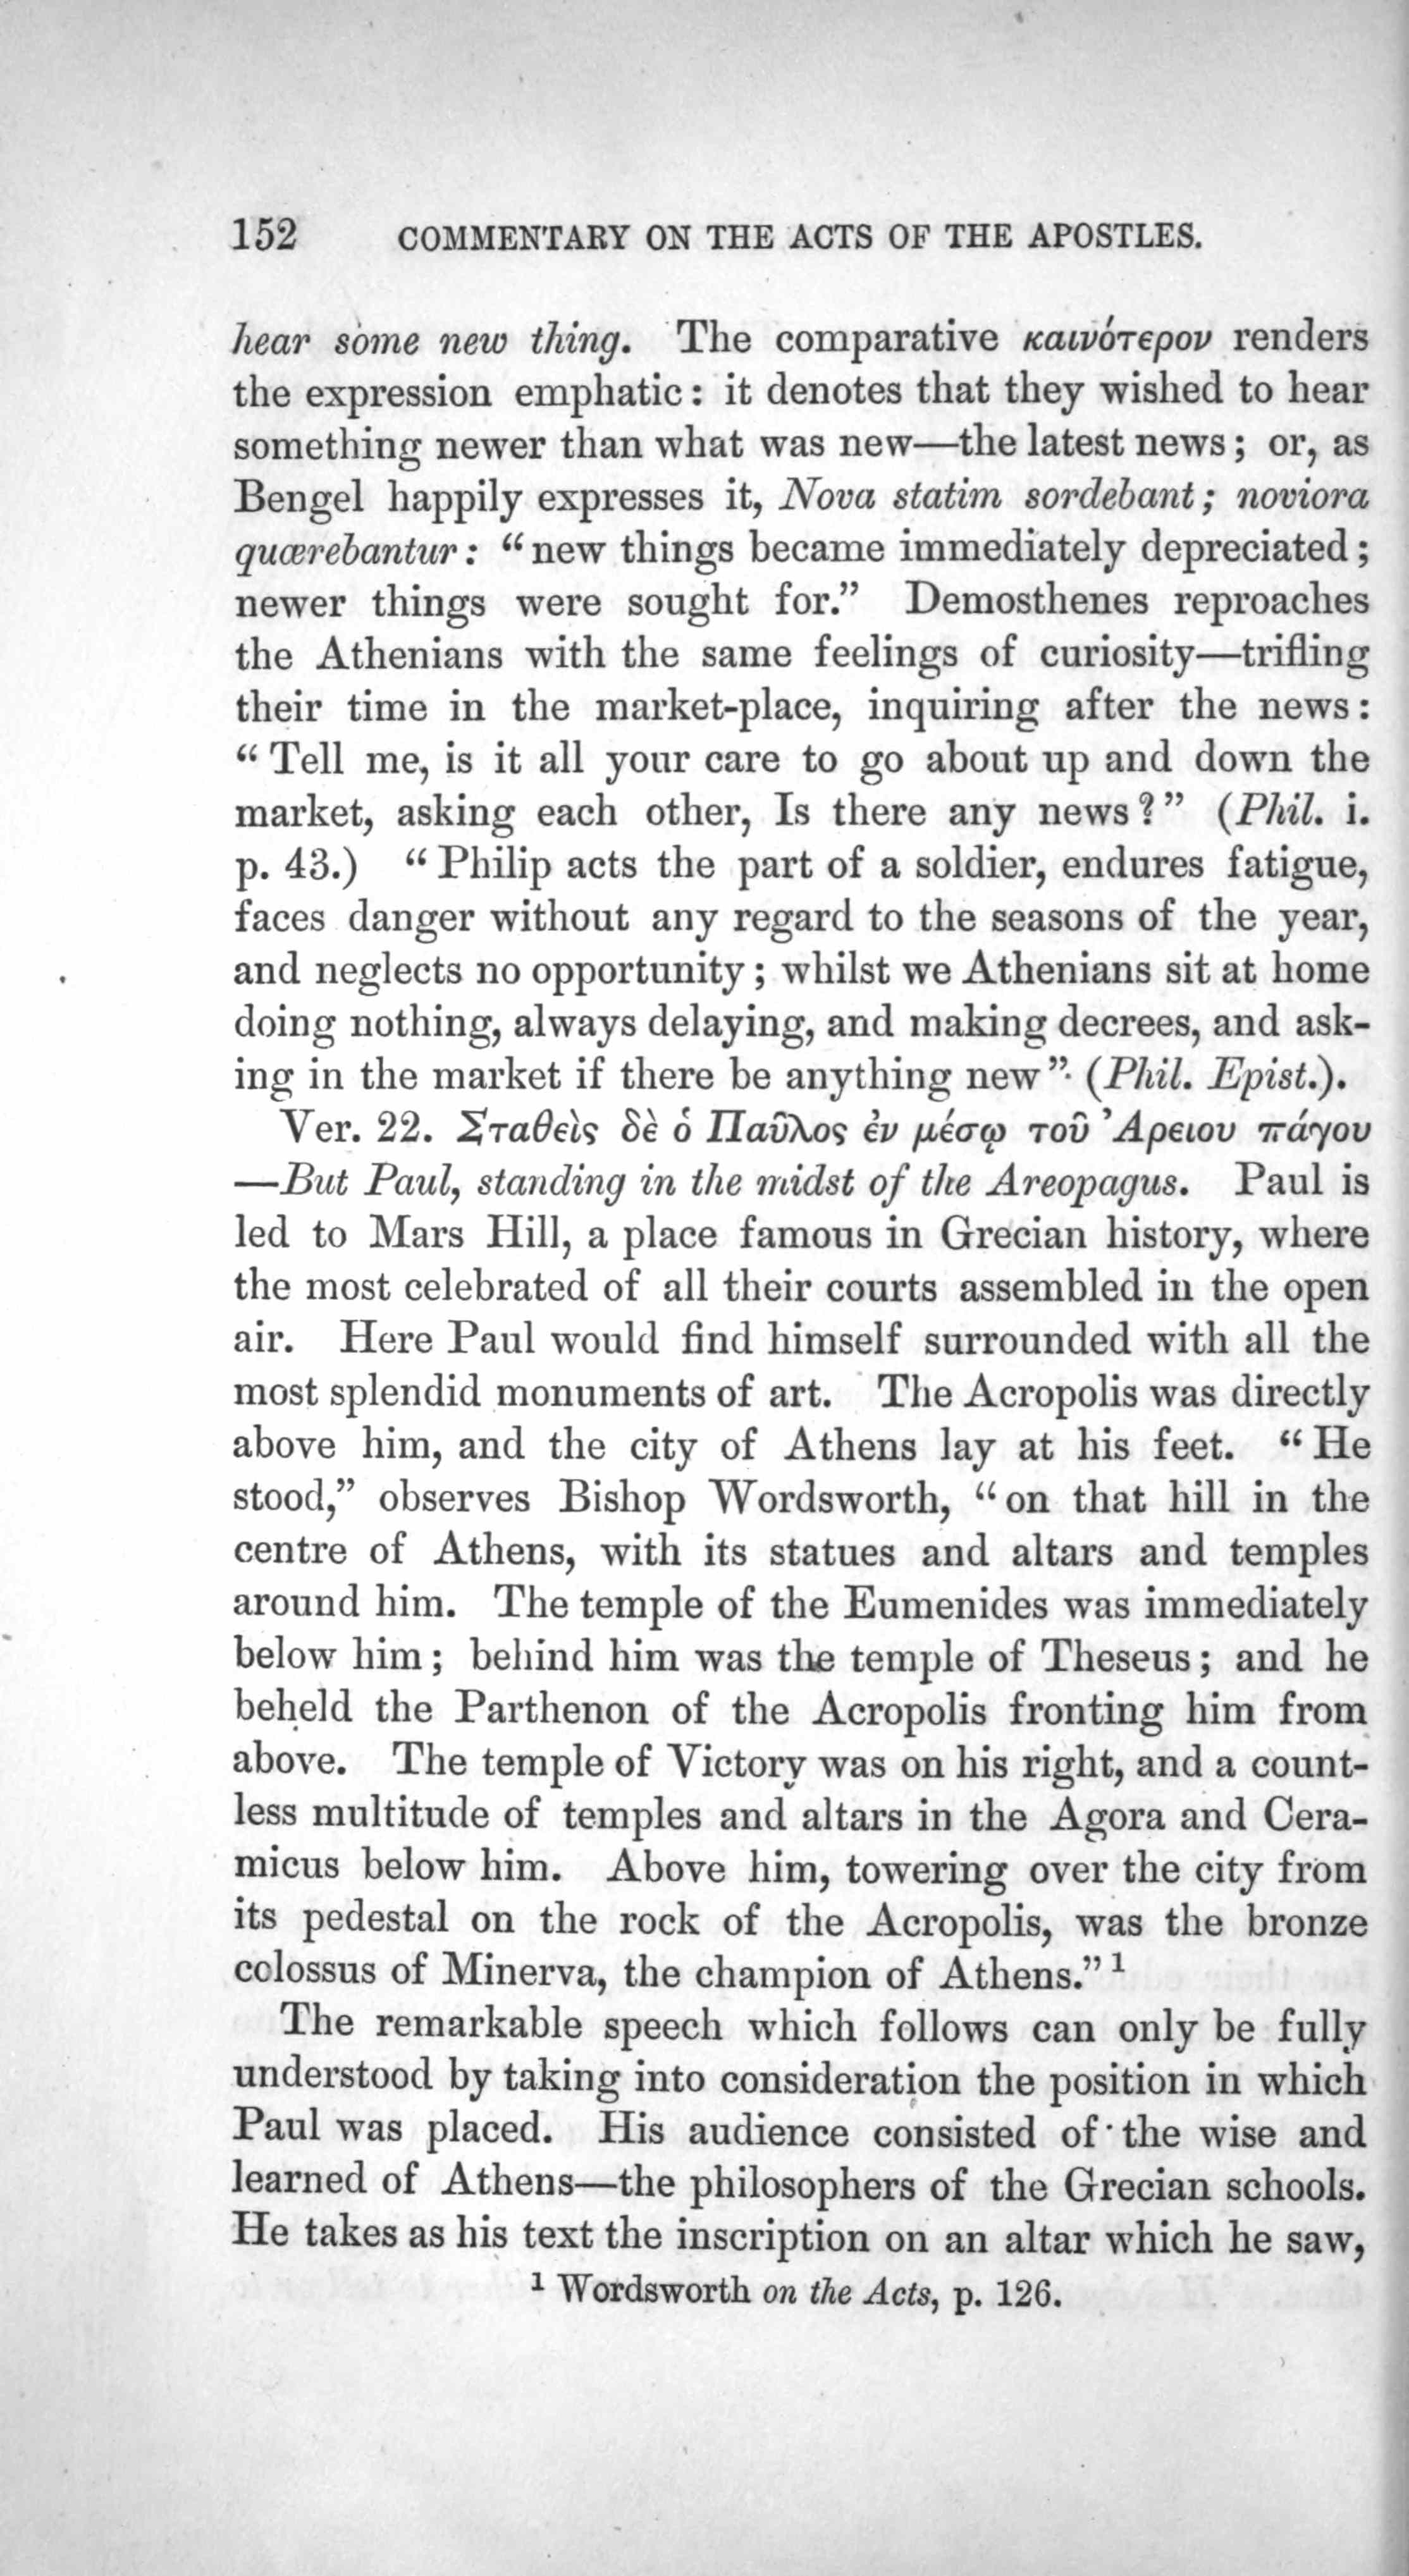 152 COMMENTARY ON THE ACTS OF THE APOSTLES.
hear some new thing. The comparative καινότερον renders
the expression emphatic: it denotes that they wished to hear
something newer than what was new—the latest news; or, as
Bengel happily expresses it, Nova statim sordebant; noviora
quærebantur: “new things became immediately depreciated;
newer things were sought for.” Demosthenes reproaches
the Athenians with the same feelings of curiosity—trifling
their time in the market-place, inquiring after the news:
“Tell me, is it all your care to go about up and down the
market, asking each other, Is there any news?” (Phil. i.
p. 43.) “Philip acts the part of a soldier, endures fatigue,
faces danger without any regard to the seasons of the year,
and neglects no opportunity; whilst we Athenians sit at home
doing nothing, always delaying, and making decrees, and ask-
ing in the market if there be anything new” (Phil. Epist.).
Ver. 22. Σταθεὶς δὲ ὁ Παῦλος ἐν μέσῳ τοῦ Ἀρειου πάγου
—But Paul, standing in the midst of the Areopagus. Paul is
led to Mars Hill, a place famous in Grecian history, where
the most celebrated of all their courts assembled in the open
air. Here Paul would find himself surrounded with all the
most splendid monuments of art. The Acropolis was directly
above him, and the city of Athens lay at his feet. “He
stood,” observes Bishop Wordsworth, “on that hill in the
centre of Athens, with its statues and altars and temples
around him. The temple of the Eumenides was immediately
below him; behind him was the temple of Theseus; and he
beheld the Parthenon of the Acropolis fronting him from
above. The temple of Victory was on his right, and a count-
less multitude of temples and altars in the Agora and Cera-
micus below him. Above him, towering over the city from
its pedestal on the rock of the Acropolis, was the bronze
colossus of Minerva, the champion of Athens.” 1
The remarkable speech which follows can only be fully
understood by taking into consideration the position in which
Paul was placed. His audience consisted of the wise and
learned of Athens—the philosophers of the Grecian schools.
He takes as his text the inscription on an altar which he saw,
1 Wordsworth on the Acts, p. 126.